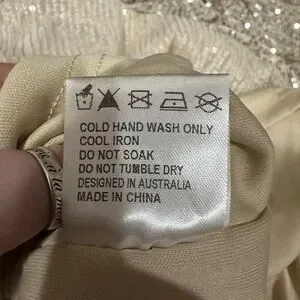 COLD HAND WASH ONLY
COOL IRON
DO NOT SOAK
DO NOT TUMBLE DRY
DESIGNED IN AUSTRALIA
MADE IN CHINA